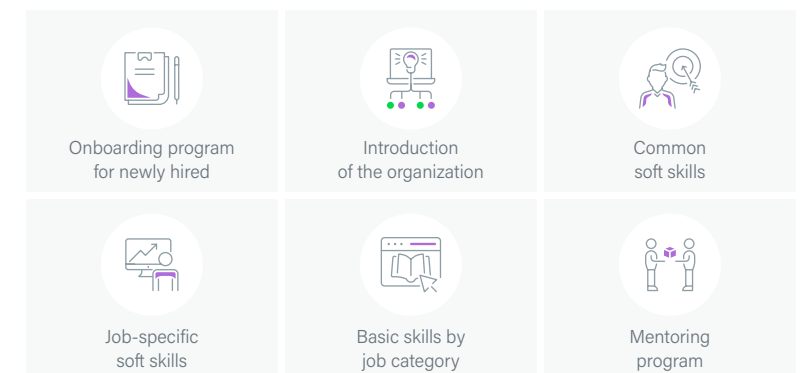 Onboarding program
for newly hired
Introduction
of the organization
Common
soft skills
Job-specific
soft skills
Basic skills by
job category
Mentoring
program